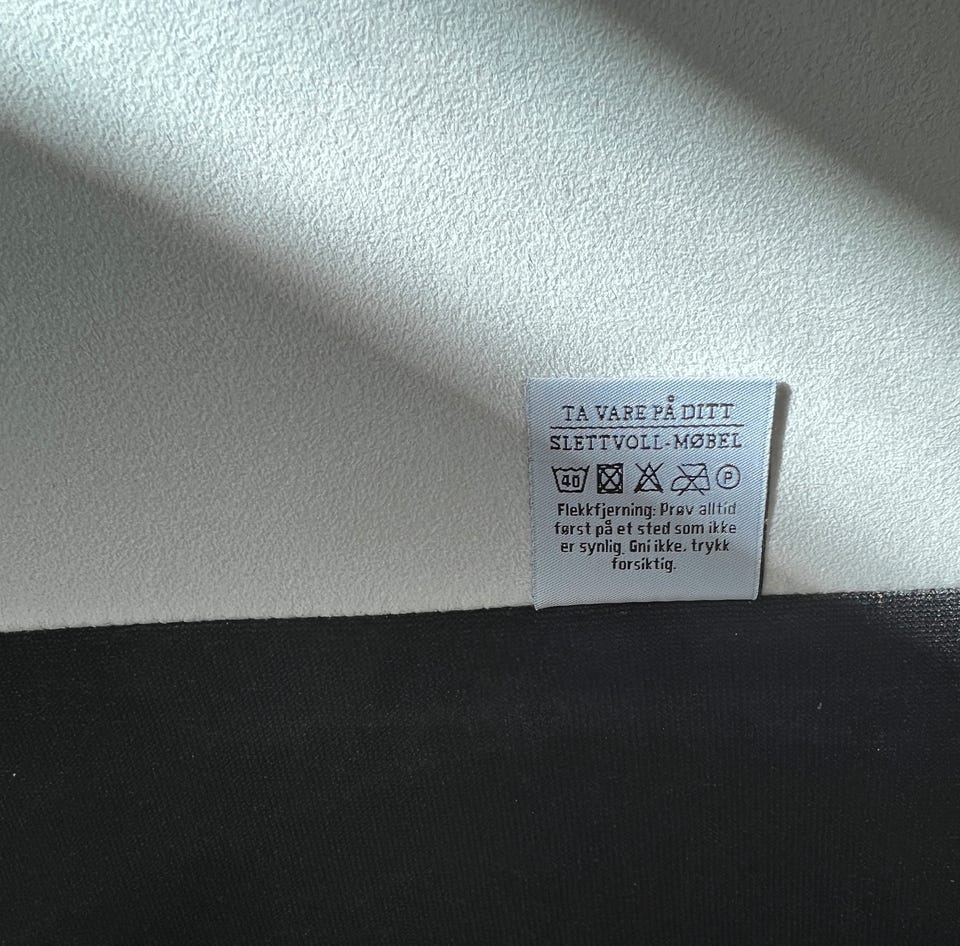 TA VARE PÅ DITT
SLETTVOLL-MØBEL
40 P
Flekkfjerning: Prøv alltid
først på et sted som ikke
er synlig. Gni ikke, trykk
forsiktig.